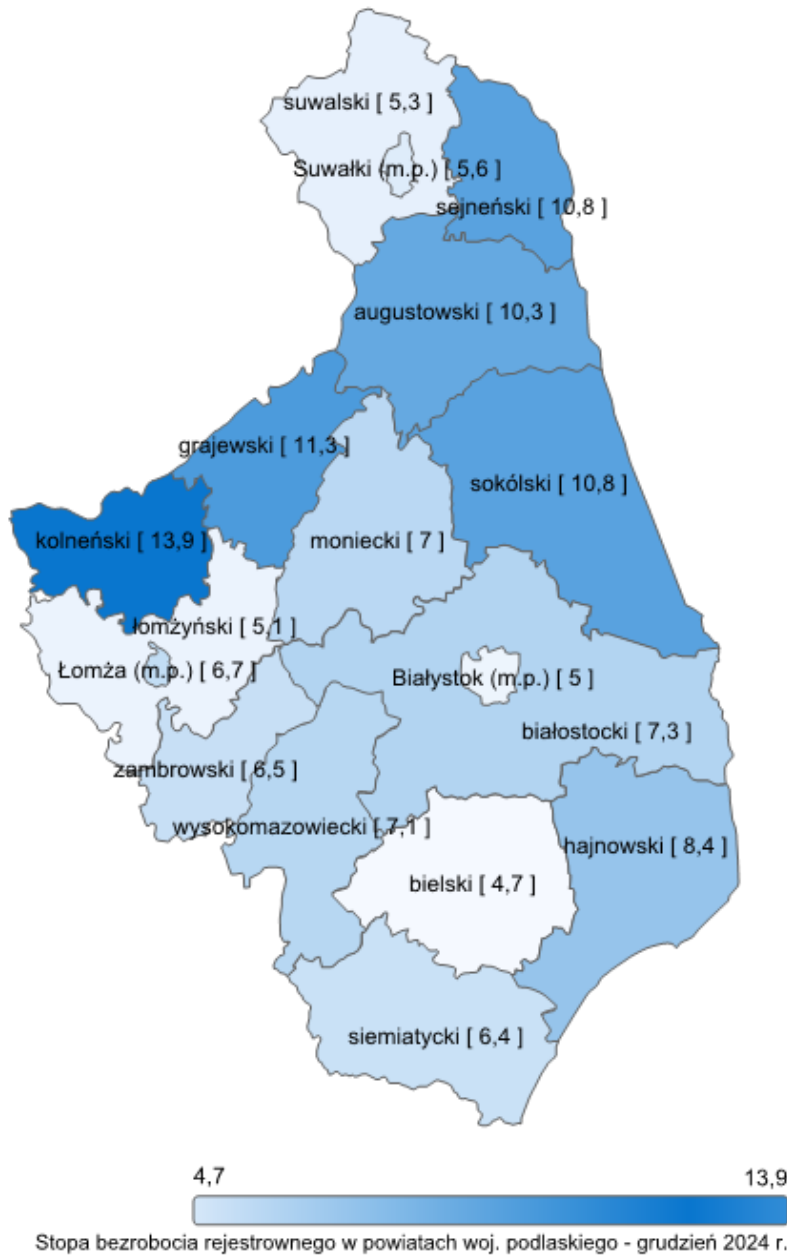 suwalski [ 5,3 ]
Suwałki (m.p.) [ 5,6 ]
sejneński [ 10,8 ]
augustowski [ 10,3 ]
grajewski [ 11,3 ]
sokólski [ 10,8 ]
kolneński [ 13,9 ]
moniecki [ 7 ]
łomżyński [ 5,1 ]
Łomża (m.p.) [ 6,7 ]
Białystok (m.p.) [ 5 ]
białostocki [ 7,3 ]
zambrowski [ 6,5 ]
wysokomazowiecki [ 7,1 ]
hajnowski [ 8,4 ]
bielski [ 4,7 ]
siemiatycki [ 6,4 ]
4,7
13,9
Stopa bezrobocia rejestrownego w powiatach woj. podlaskiego - grudzień 2024 r.